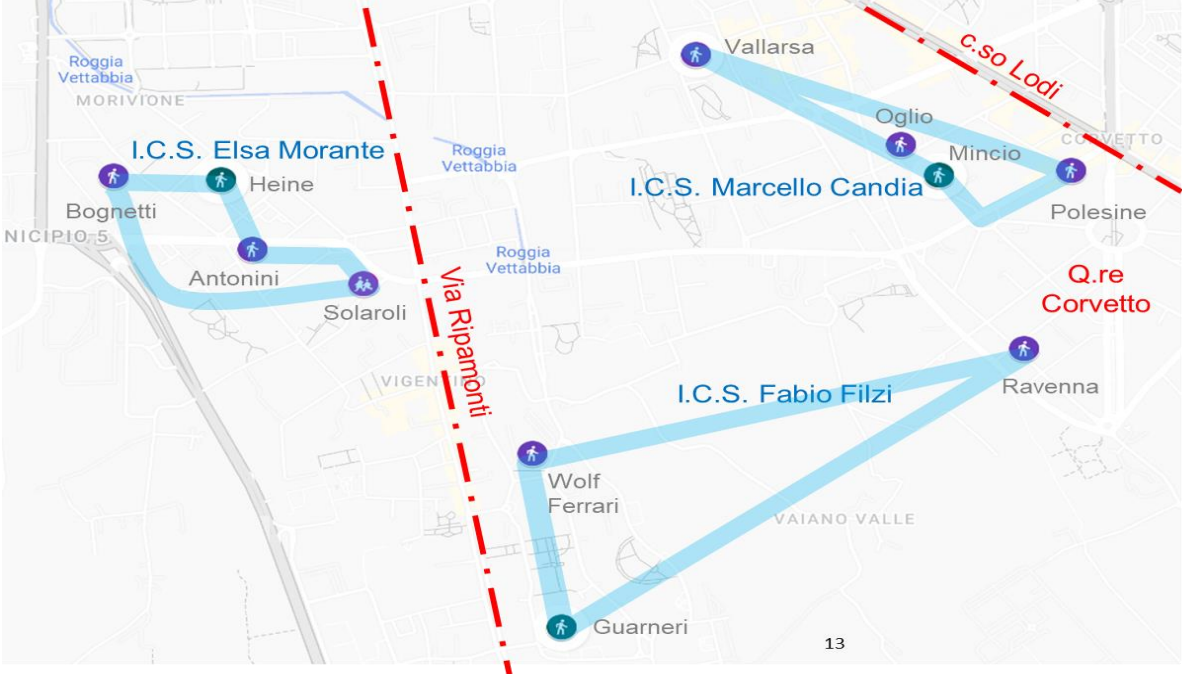 Vallarsa
c.so Lodi
Roggia
Vettabbia
MORIVIONE
CORVETTO
Oglio
I.C.S. Elsa Morante
Roggia
Vettabbia
Mincio
Heine
I.C.S. Marcello Candia
Bognetti
Polesine
NICIPIO 5
Roggia
Vettabbia
Antonini
Solaroli
Via Ripamonti
Q.re
Corvetto
VIGENTINO
I.C.S. Fabio Filzi
Ravenna
Wolf
Ferrari
VAIANO VALLE
Guarneri
13